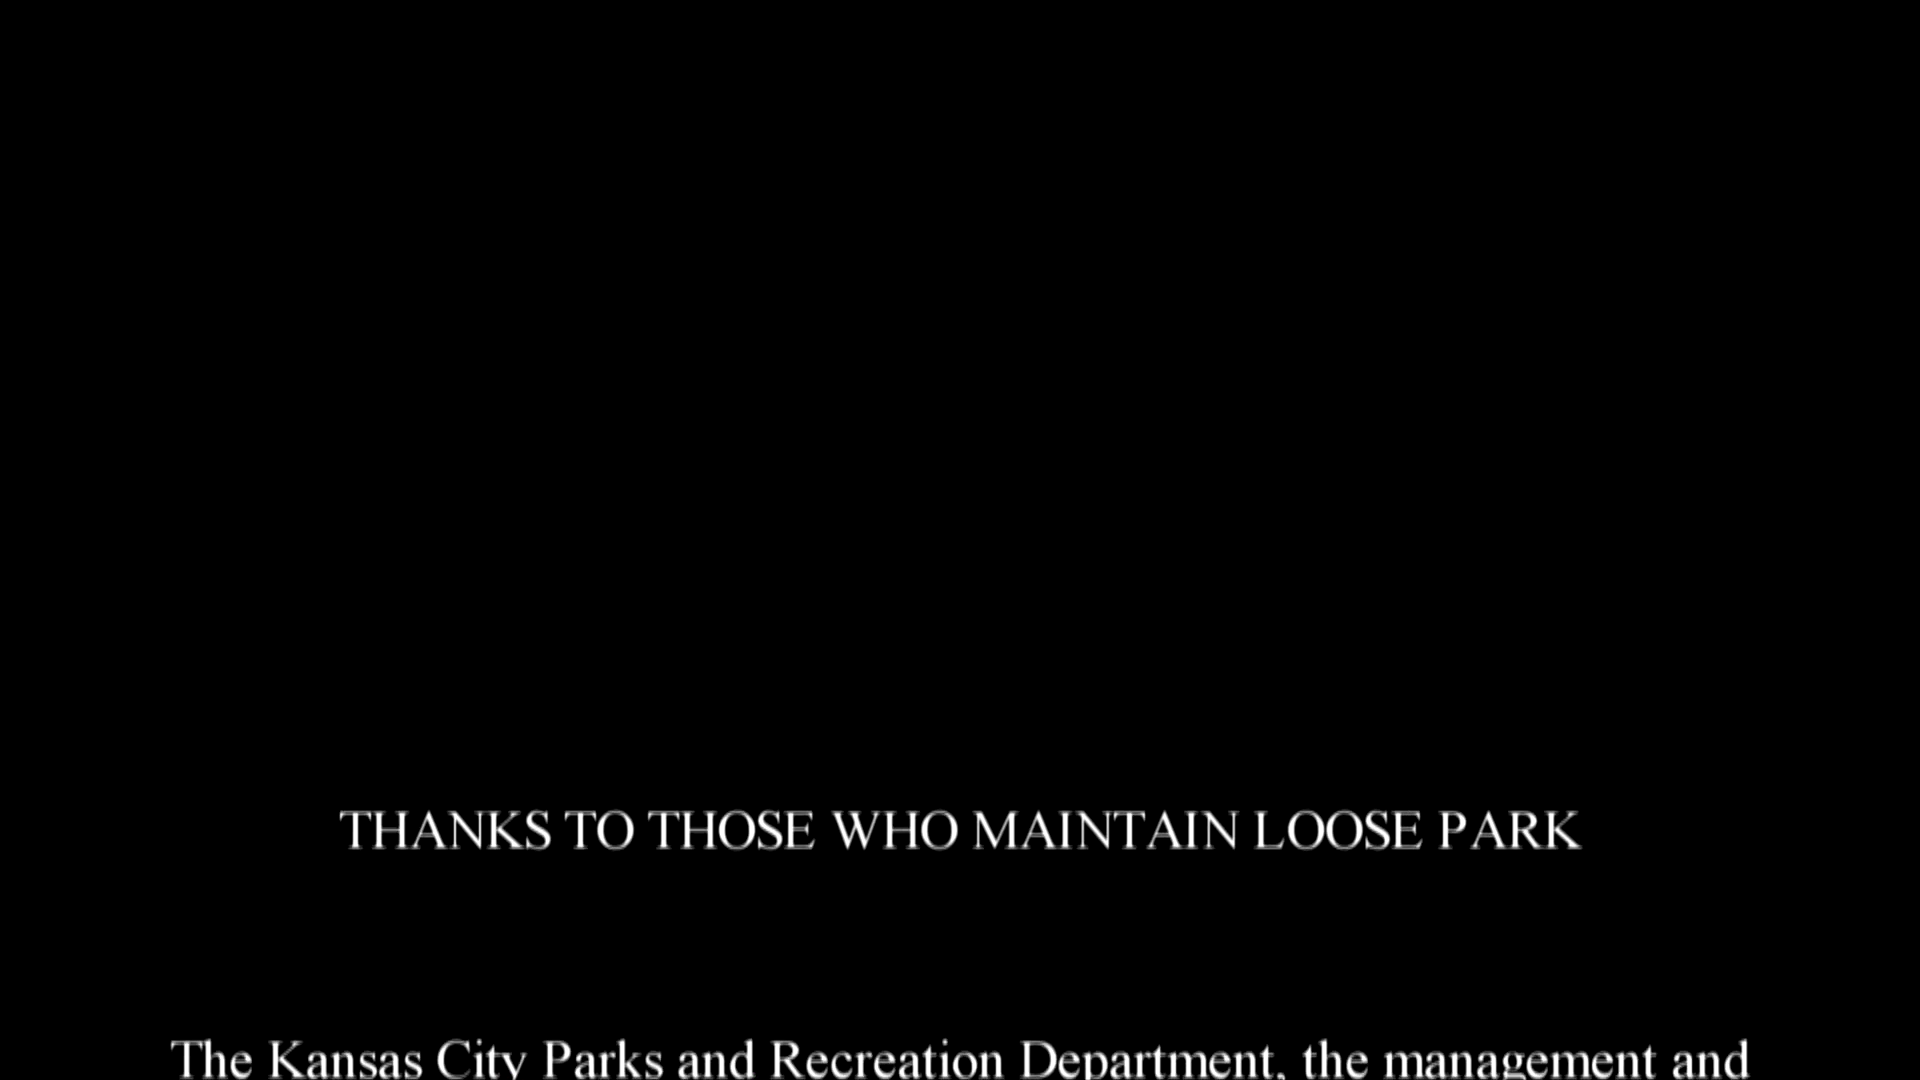 THANKS TO THOSE WHO MAINTAIN LOOSE PARK
The Kansas City Parks and Recreation Department, the management and